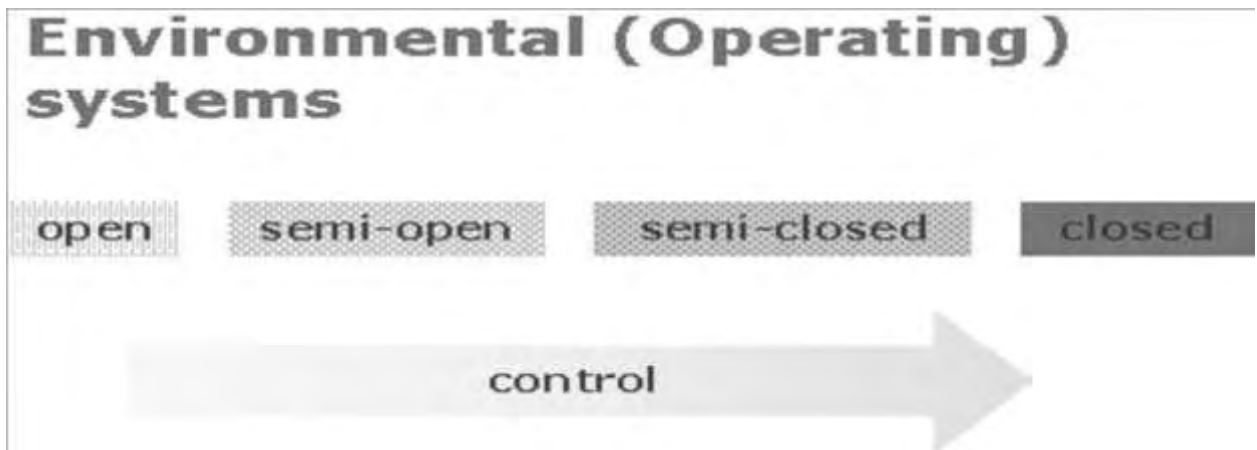 Environmental (Operating)
systems
open semi-open semi-closed closed
control